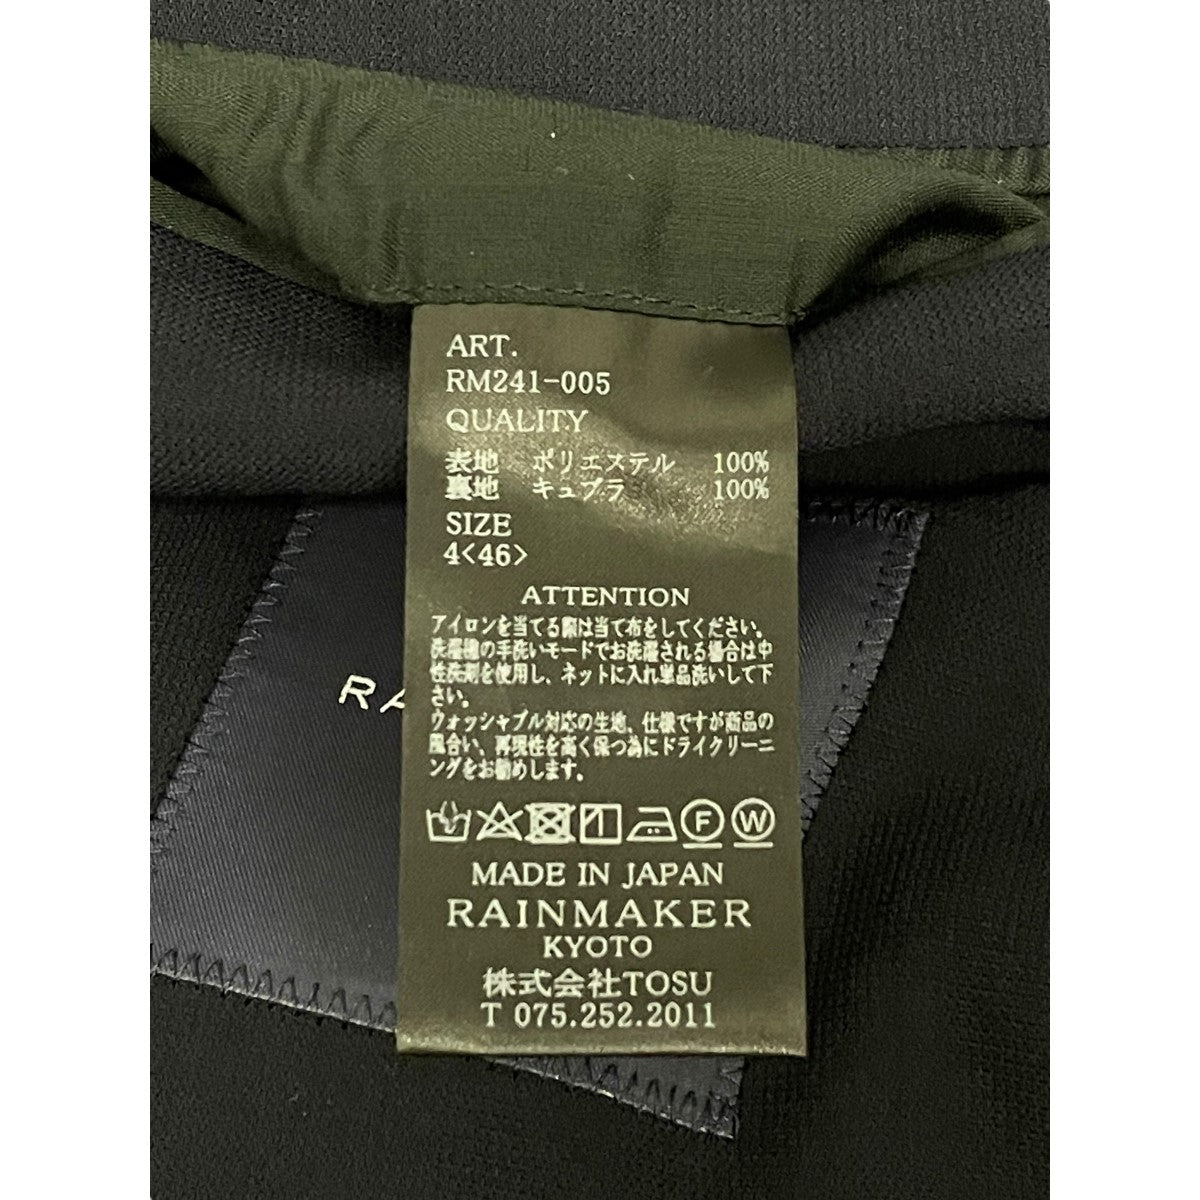 ART.
RM241-005
QUALITY
表地 ポリエステル 100%
裏地 キュプラ 100%
SIZE
4<46>
ATTENTION
アイロンを当てる際は当て布をしてください。
洗濯機の手洗いモードでお洗濯される場合は中
性洗剤を使用し、ネットに入れ単品洗いして下
さい。
ウォッシャブル対応の生地、仕様ですが商品の
風合い、再現性を高く保つ為にドライクリーニ
ングをお勧めします。
F W
MADE IN JAPAN
RAINMAKER
KYOTO
株式会社TOSU
T 075.252.2011
RA